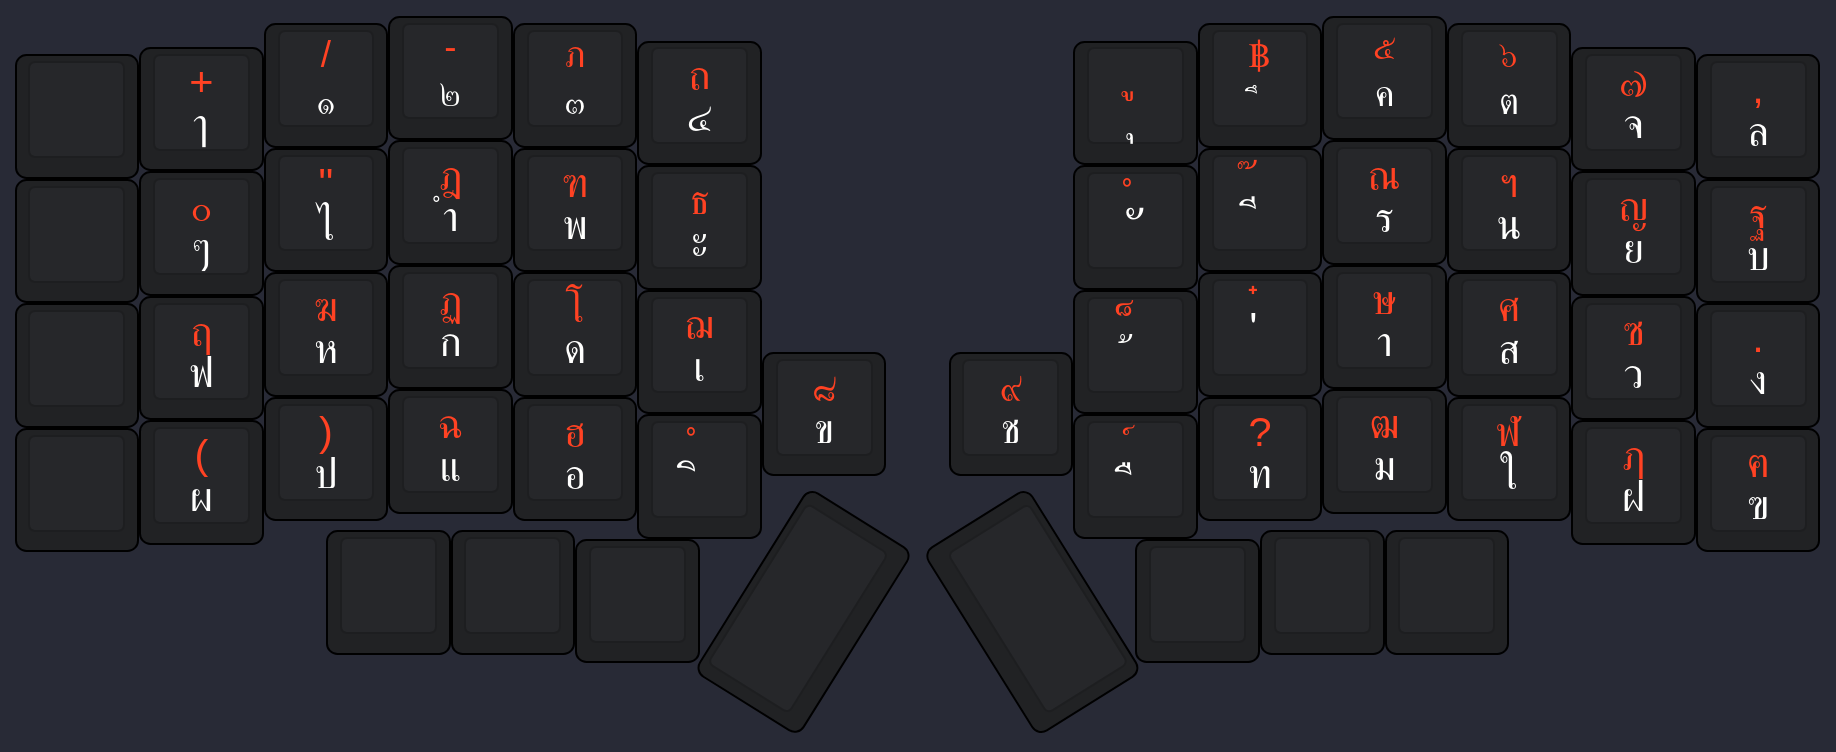 + / - ภ ถ ู ฿ ๕ ๖ ๗ ,
ๅ ๑ ๒ ๓ ๔ ุ ึ ค ต จ ล
๐ " ฎ ฑ ธ ํ ๊ ณ ฯ ญ ฐ
ๆ ไ ำ พ ะ ั ี ร น ย บ
ฤ ฆ ฏ โ ฌ ็ ๋ ษ ศ ซ .
ฟ ห ก ด เ ้ ่ า ส ว ง
๘ ๙
ข ช
( ) ฉ ฮ ํ ์ ? ฒ ฬ ฦ ฅ
ผ ป แ อ ิ ื ท ม ใ ฝ ฃ